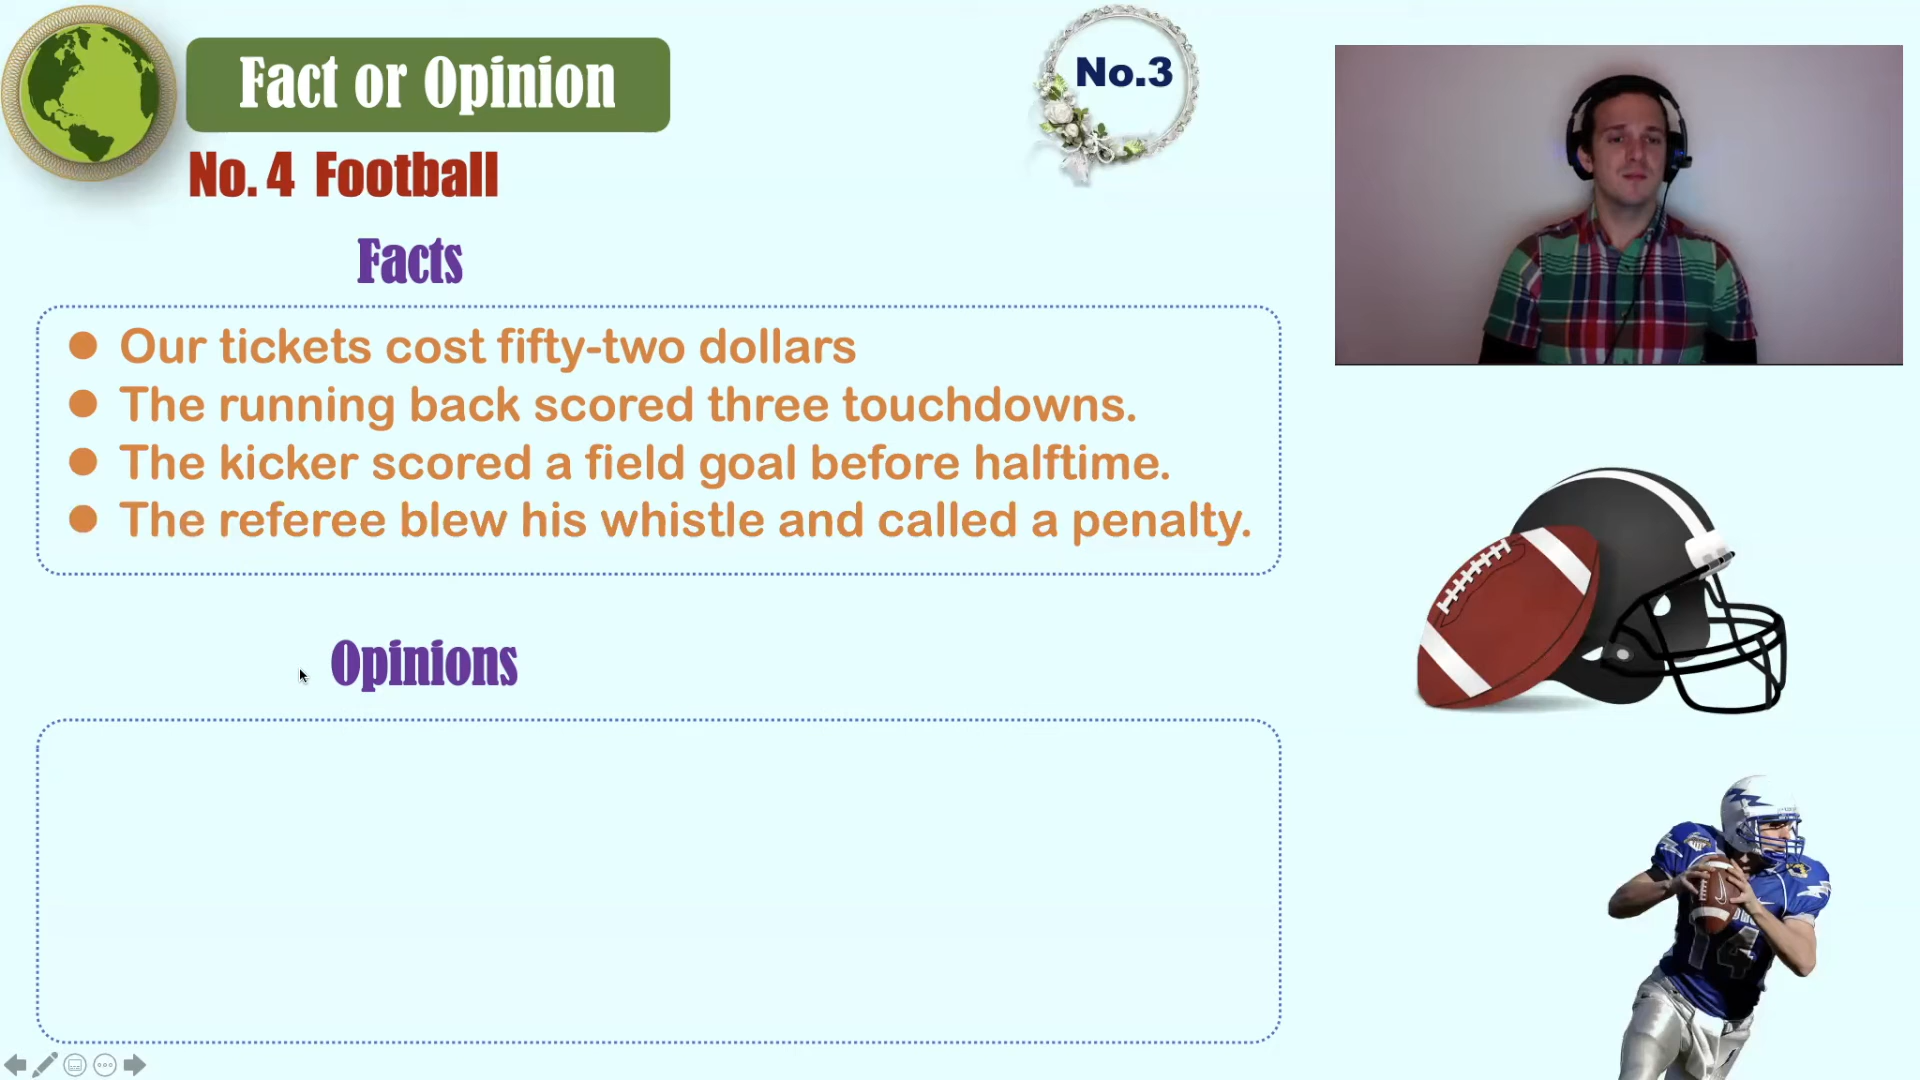 Fact or Opinion
No.3
No. 4 Football
Facts
Our tickets cost fifty-two dollars
The running back scored three touchdowns.
The kicker scored a field goal before halftime.
The referee blew his whistle and called a penalty.
Opinions
14